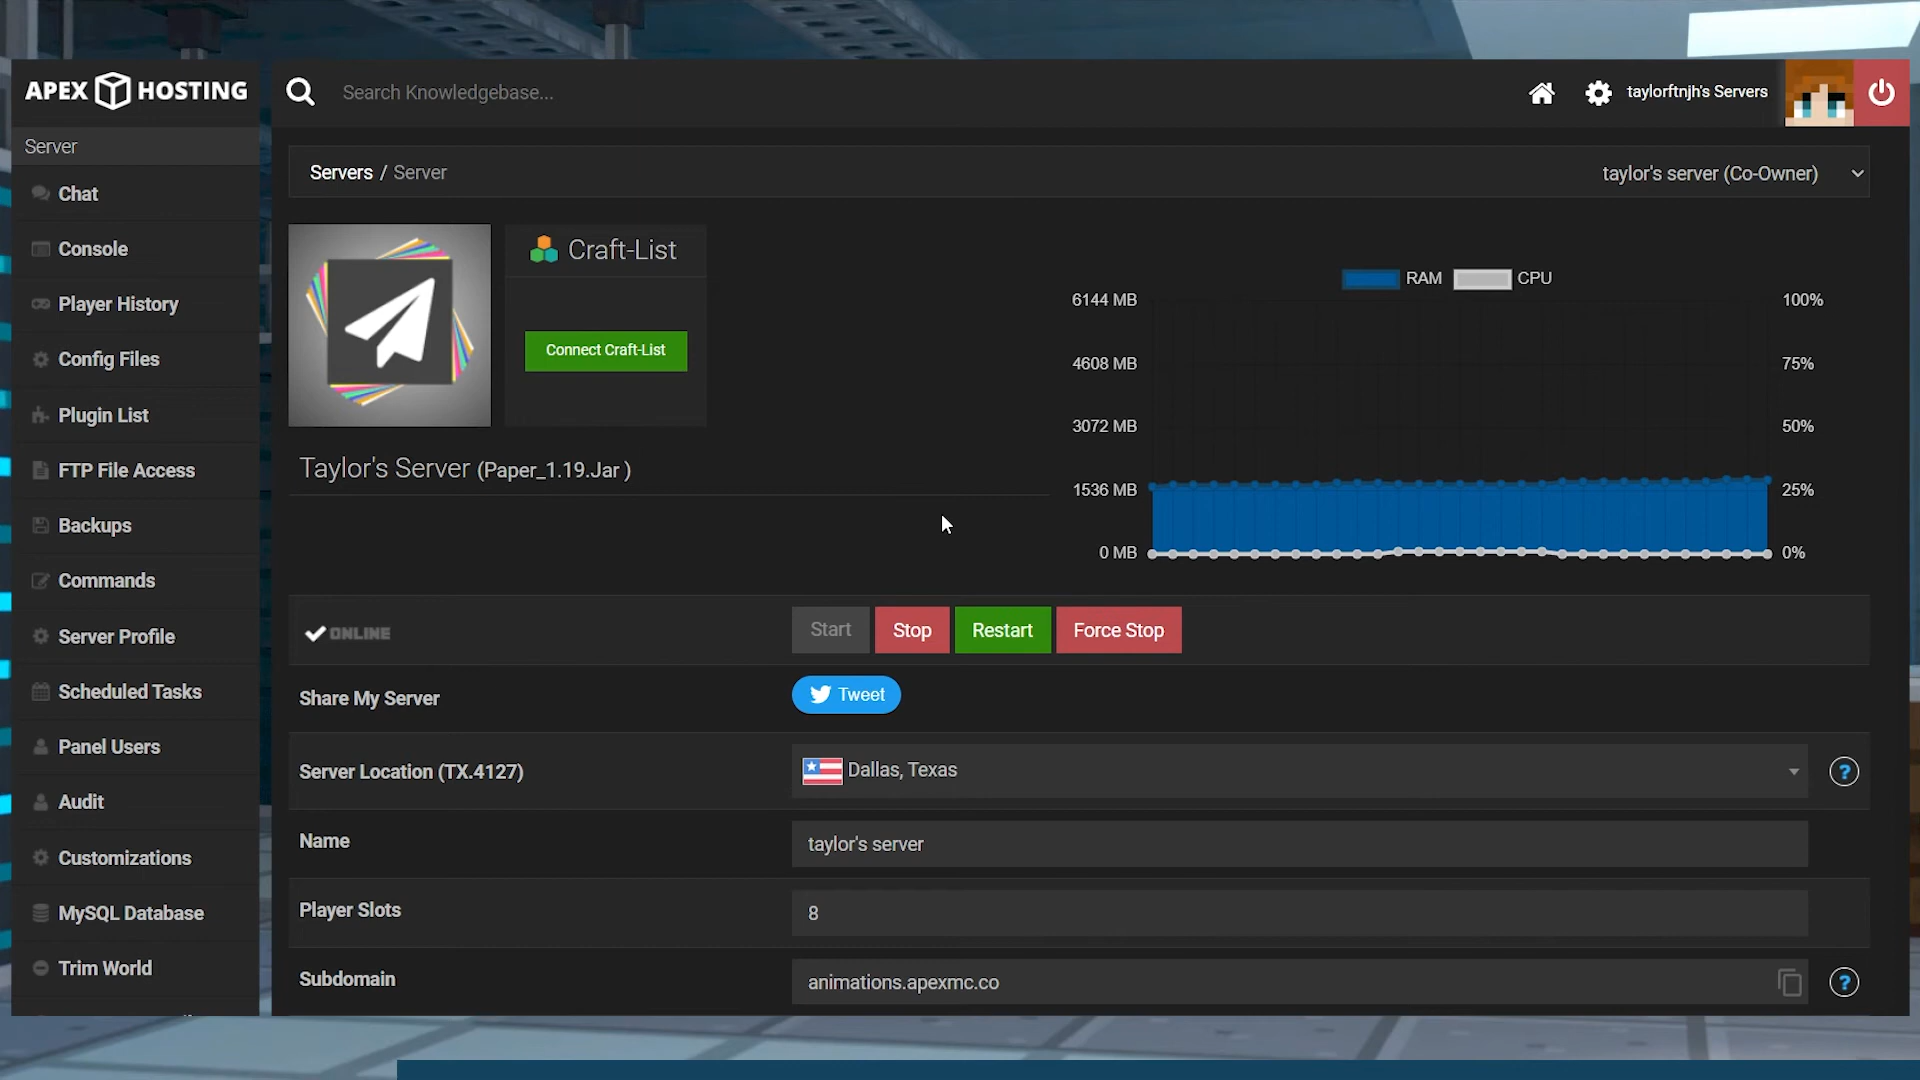 APEX HOSTING
Search Knowledgebase...
taylorftnjh's Servers
Server
Chat
Console
Player History
Config Files
Plugin List
FTP File Access
Backups
Commands
Server Profile
Scheduled Tasks
Panel Users
Audit
Customizations
MySQL Database
Trim World
Servers / Server
taylor's server (Co-Owner)
Craft-List
Connect Craft-List
Taylor's Server (Paper_1.19.Jar )
RAM CPU
6144 MB 100%
4608 MB 75%
3072 MB 50%
1536 MB 25%
0 MB 0%
ONLINE
Start Stop Restart Force Stop
Share My Server
Tweet
Server Location (TX.4127)
Dallas, Texas
?
Name
taylor's server
Player Slots
8
Subdomain
animations.apexmc.co
?